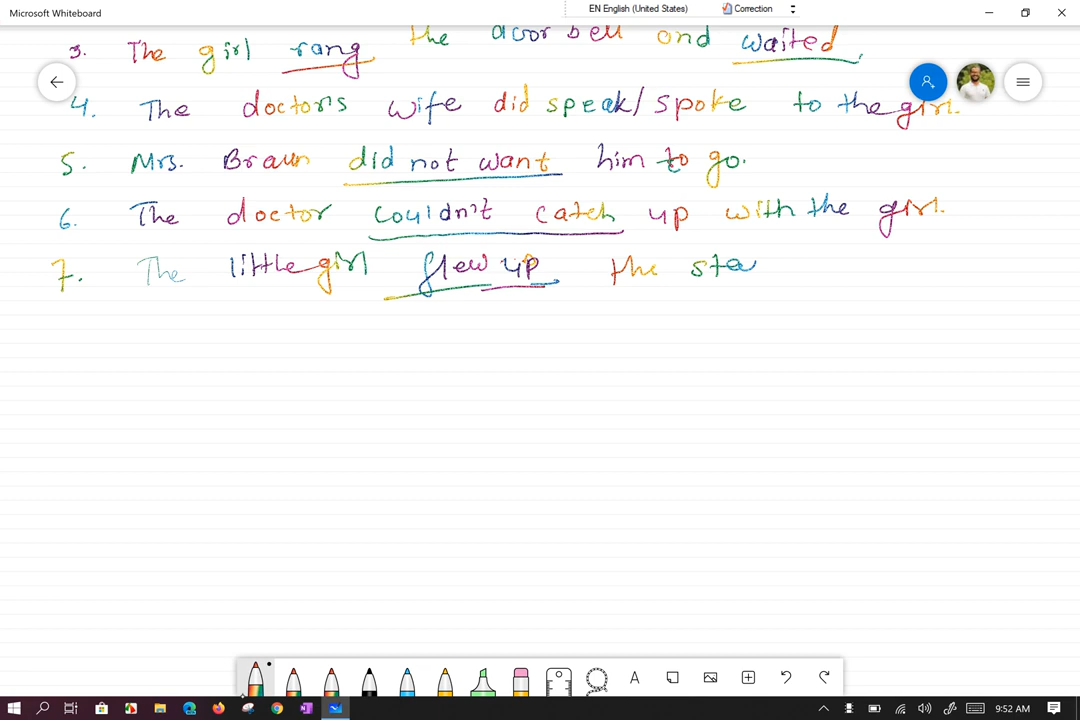 Microsoft Whiteboard
EN English (United States) Correction
3. The girl rang the door bell and waited.
4. The doctor's wife did speak/spoke to the girl.
5. Mrs. Braun did not want him to go.
6. The doctor couldn't catch up with the girl.
7. The little girl flew up the stea
A
9:52 AM